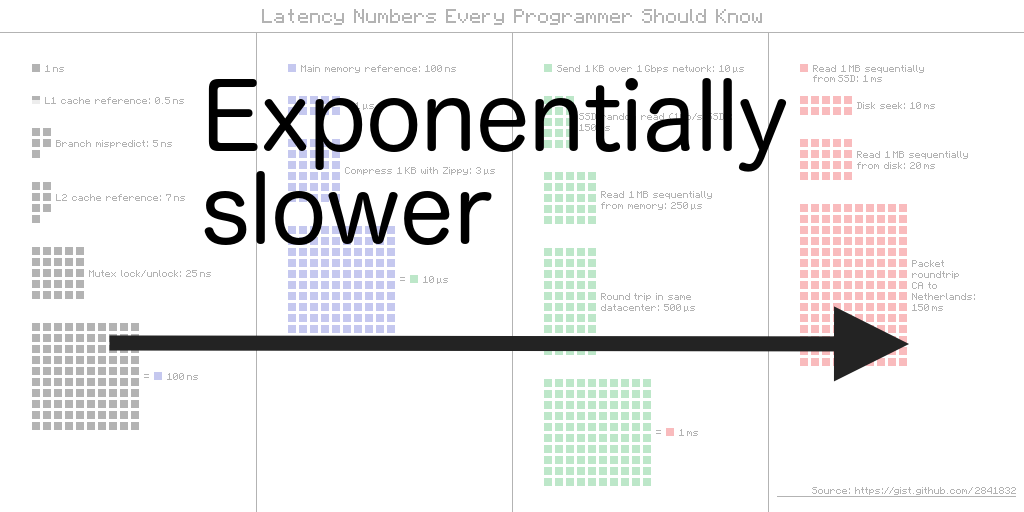 Latency Numbers Every Programmer Should Know
Exponentially
slower
1 ns
L1 cache reference: 0.5 ns
Branch mispredict: 5 ns
L2 cache reference: 7 ns
Mutex lock/unlock: 25 ns
= 100 ns
Main memory reference: 100 ns
1 µs
Compress 1 KB with Zippy: 3 µs
= 10 µs
Send 1 KB over 1 Gbps network: 10 µs
SSD random read (1Gb/s SSD):
150 µs
Read 1 MB sequentially
from memory: 250 µs
Round trip in same
datacenter: 500 µs
= 1 ms
Read 1 MB sequentially
from SSD: 1 ms
Disk seek: 10 ms
Read 1 MB sequentially
from disk: 20 ms
Packet
roundtrip
CA to
Netherlands:
150 ms
Source: https://gist.github.com/2841832